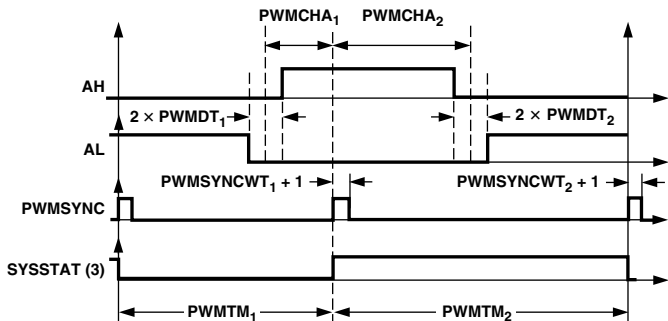 PWMCHA₁ PWMCHA₂
AH
2 × PWMDT₁ 2 × PWMDT₂
AL
PWMSYNCWT₁ + 1 PWMSYNCWT₂ + 1
PWMSYNC
SYSSTAT (3)
PWMTM₁ PWMTM₂